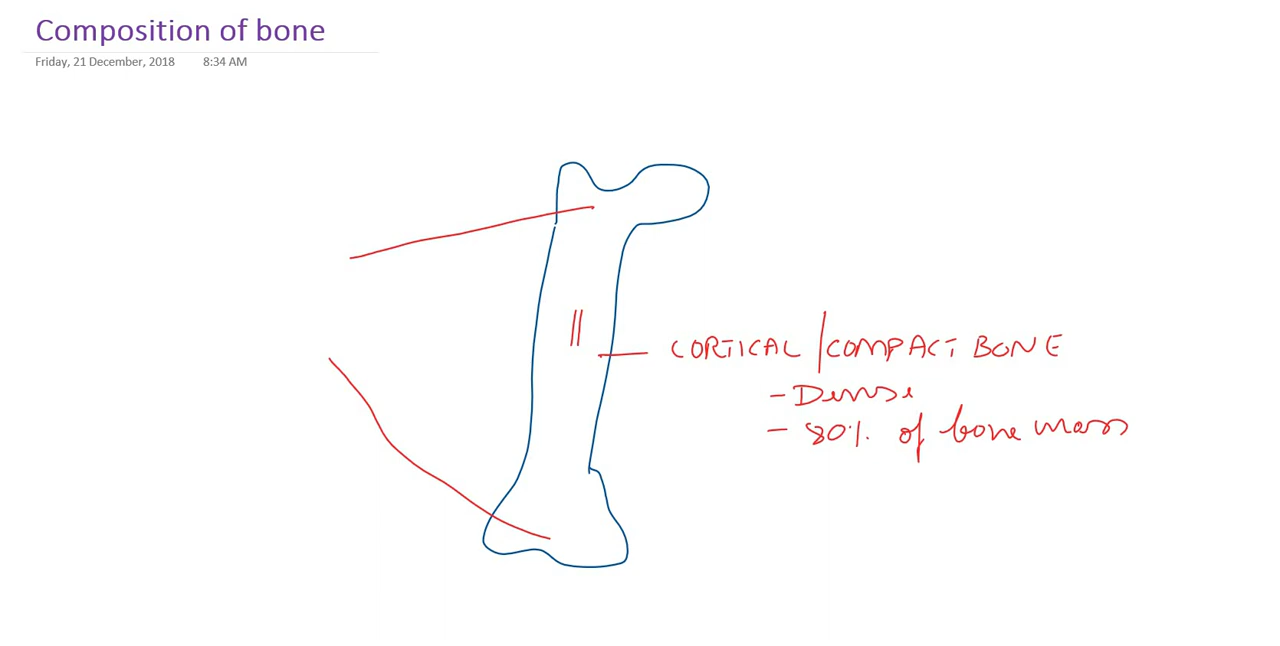 Composition of bone
Friday, 21 December, 2018 8:34 AM
CORTICAL / COMPACT BONE
- Dense
- 80% of bone mass